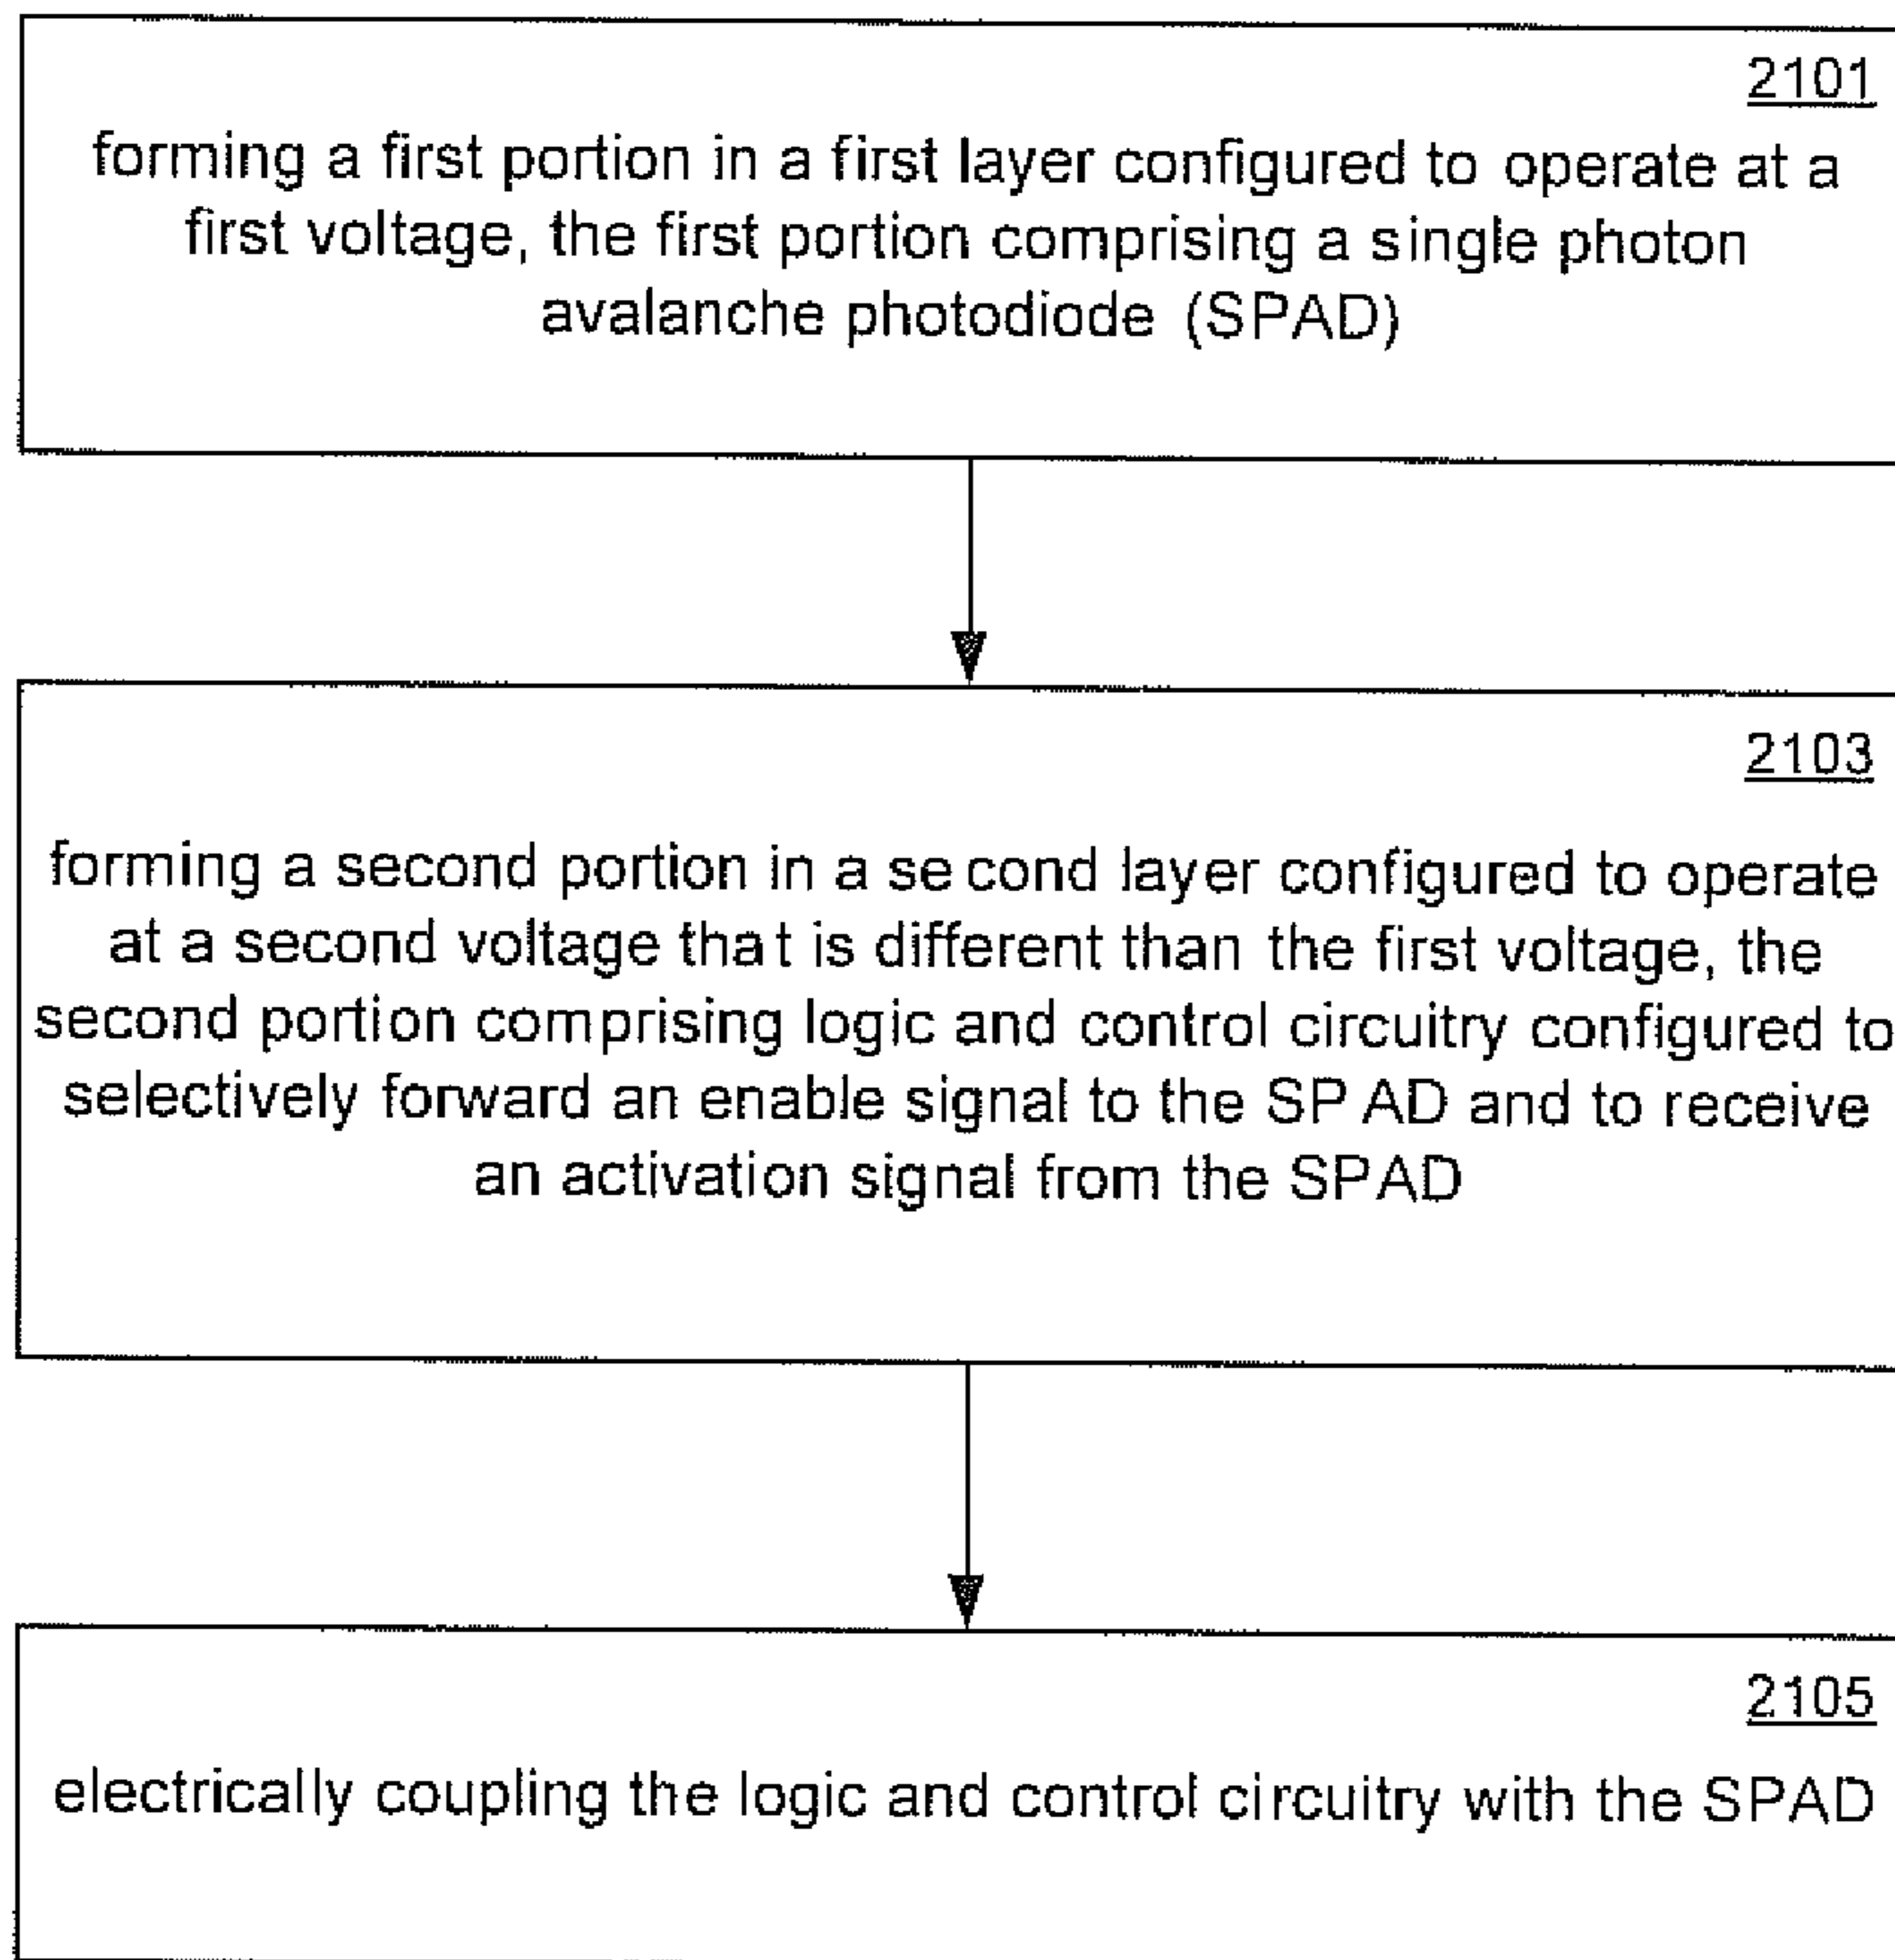 2101
forming a first portion in a first layer configured to operate at a
first voltage, the first portion comprising a single photon
avalanche photodiode (SPAD)
2103
forming a second portion in a second layer configured to operate
at a second voltage that is different than the first voltage, the
second portion comprising logic and control circuitry configured to
selectively forward an enable signal to the SPAD and to receive
an activation signal from the SPAD
2105
electrically coupling the logic and control circuitry with the SPAD